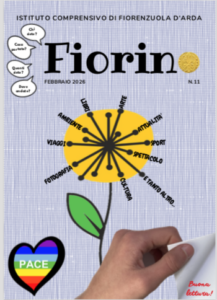 ISTITUTO COMPRENSIVO DI FIORENZUOLA D'ARDA
Fiorino
FEBBRAIO 2026
N.11
Chi siete?
Cosa portate?
Quanti siete?
Dove andate?
AMBIENTE
LIBRI
ARTE
ATTUALITA'
VIAGGI
SPORT
SPETTACOLO
FOTOGRAFIA
CULTURA
E TANTO ALTRO...
PACE
Buona
lettura!